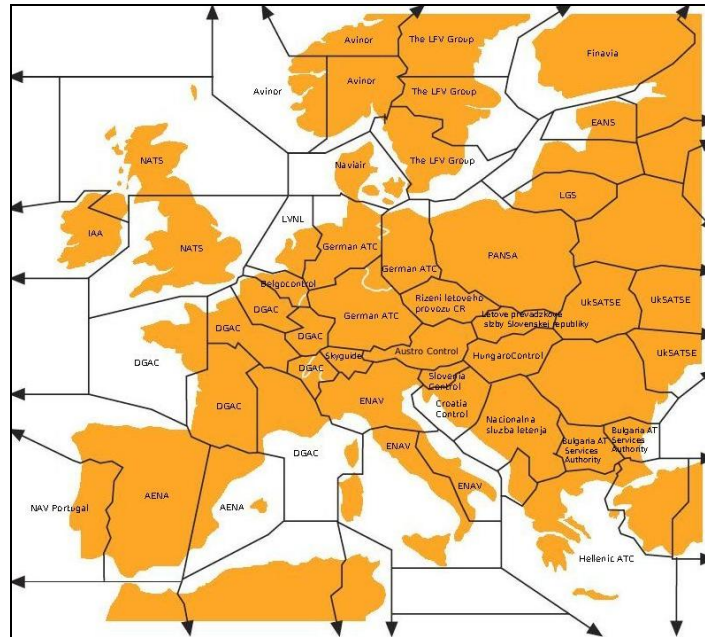 Avinor
The LFV Group
Finavia
Avinor
Avinor
The LFV Group
EANS
NATS
Naviair
The LFV Group
LGS
LVNL
IAA
NATS
German ATC
PANSA
German ATC
Belgocontrol
UkSATSE
UkSATSE
DGAC
Rizeni letoveho
provozu CR
German ATC
Letove prevadzkove
slzby Slovenskej republiky
DGAC
DGAC
Skyguide
Austro Control
HungaroControl
UkSATSE
DGAC
DGAC
Slovenia
Control
ENAV
Croatia
Control
DGAC
Nacionalna
sluzba letenja
Bulgaria AT
Services
Authority
Bulgaria AT
Services
Authority
ENAV
DGAC
AENA
ENAV
NAV Portugal
AENA
Hellenic ATC